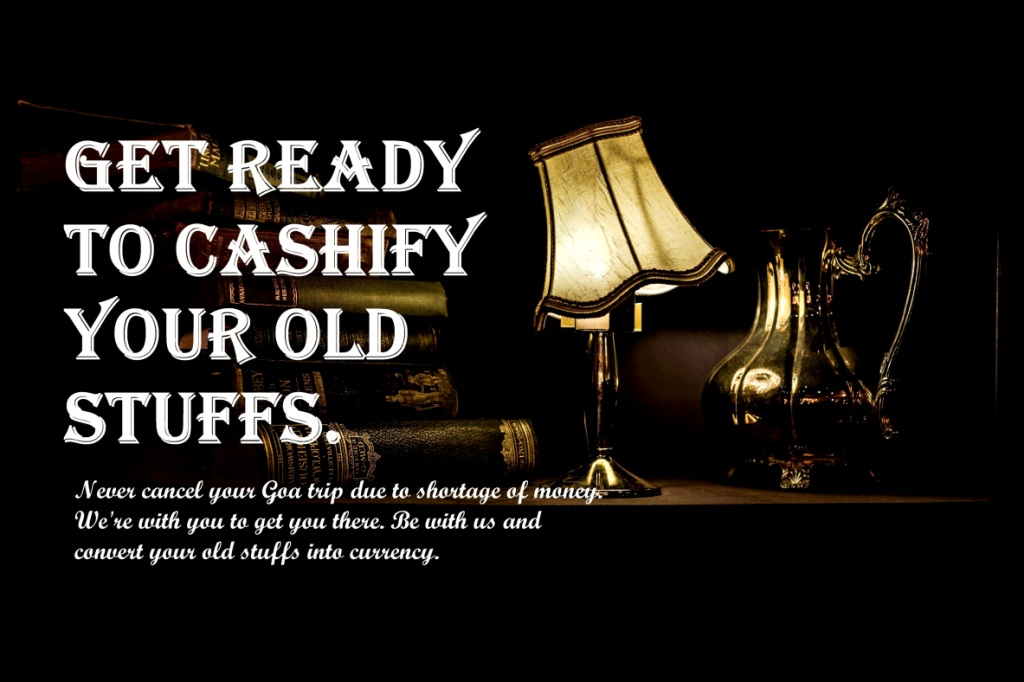 GET READY
TO CASHIFY
YOUR OLD
STUFFS.
Never cancel your Goa trip due to shortage of money.
We're with you to get you there. Be with us and
convert your old stuffs into currency.